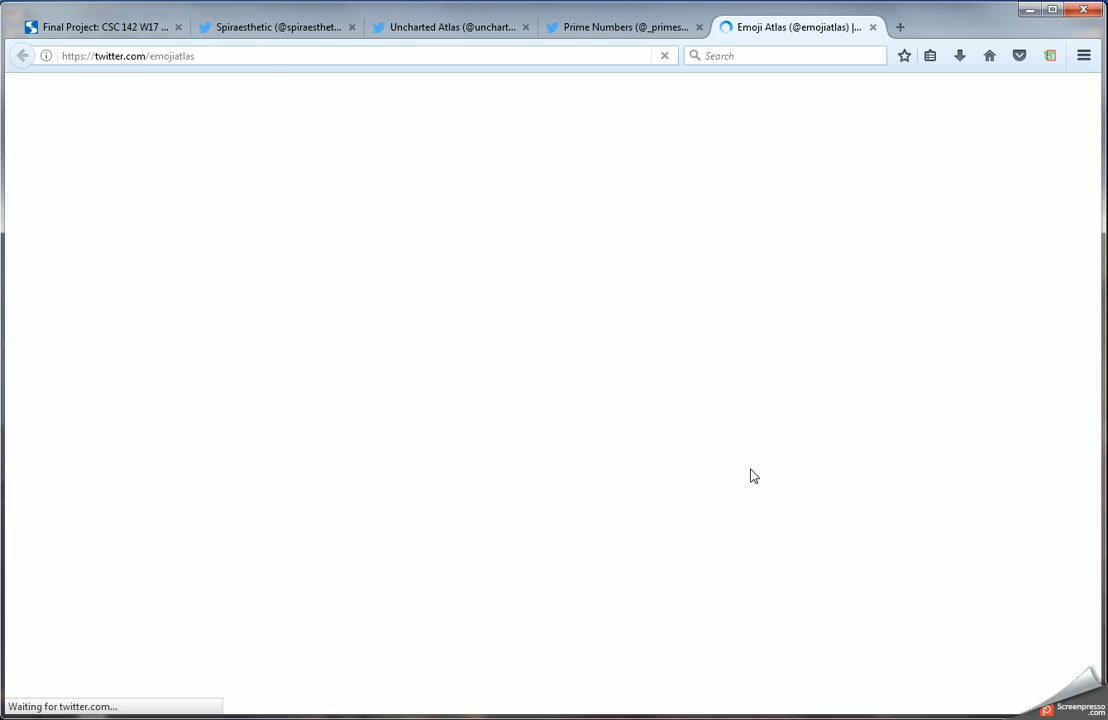 Final Project: CSC 142 W17 ...
Spiraesthetic (@spiraesthet...
Uncharted Atlas (@unchart...
Prime Numbers (@_primes...
Emoji Atlas (@emojiatlas) |...
https://twitter.com/emojiatlas
Search
Waiting for twitter.com...
Screenpresso
.com